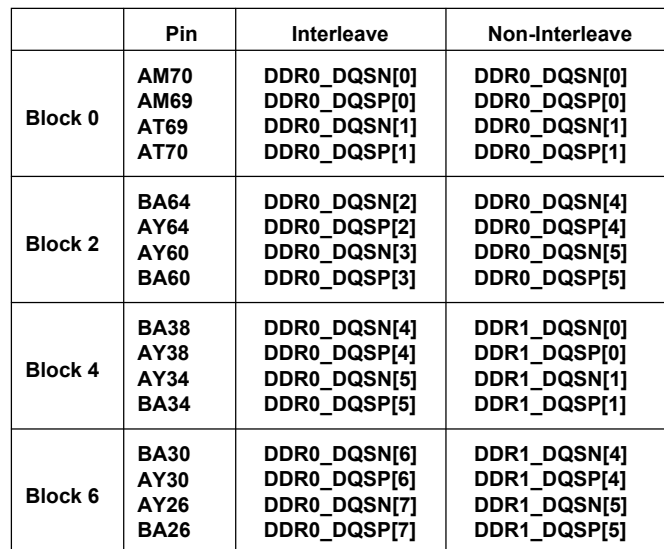 Pin Interleave Non-Interleave
AM70 DDR0_DQSN[0] DDR0_DQSN[0]
AM69 DDR0_DQSP[0] DDR0_DQSP[0]
Block 0
AT69 DDR0_DQSN[1] DDR0_DQSN[1]
AT70 DDR0_DQSP[1] DDR0_DQSP[1]
BA64 DDR0_DQSN[2] DDR0_DQSN[4]
AY64 DDR0_DQSP[2] DDR0_DQSP[4]
Block 2
AY60 DDR0_DQSN[3] DDR0_DQSN[5]
BA60 DDR0_DQSP[3] DDR0_DQSP[5]
BA38 DDR0_DQSN[4] DDR1_DQSN[0]
AY38 DDR0_DQSP[4] DDR1_DQSP[0]
Block 4
AY34 DDR0_DQSN[5] DDR1_DQSN[1]
BA34 DDR0_DQSP[5] DDR1_DQSP[1]
BA30 DDR0_DQSN[6] DDR1_DQSN[4]
AY30 DDR0_DQSP[6] DDR1_DQSP[4]
Block 6
AY26 DDR0_DQSN[7] DDR1_DQSN[5]
BA26 DDR0_DQSP[7] DDR1_DQSP[5]